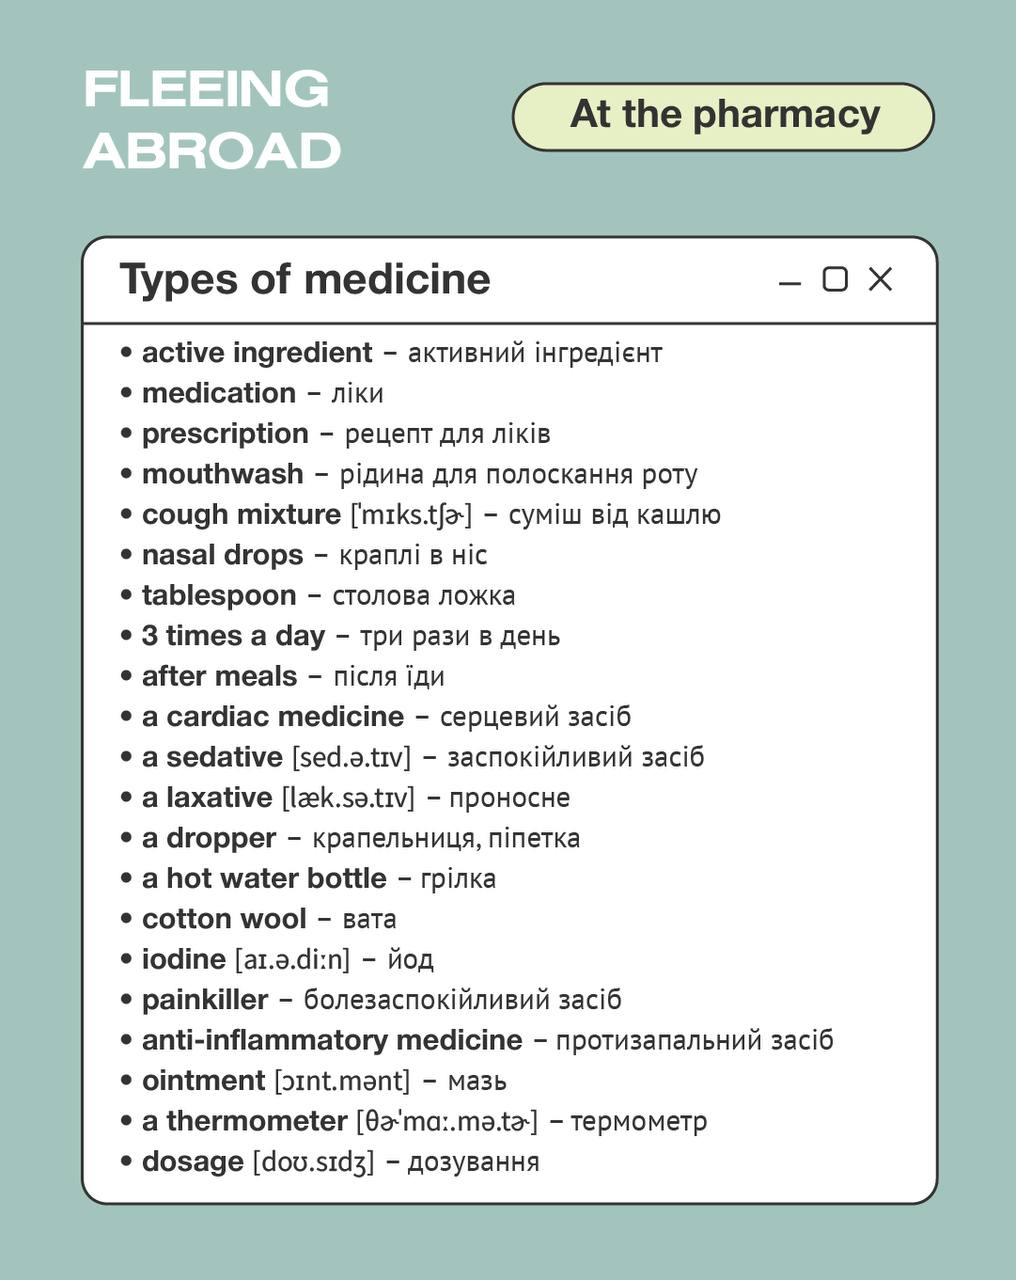 FLEEING
ABROAD
At the pharmacy
Types of medicine
• active ingredient – активний інгредієнт
• medication – ліки
• prescription – рецепт для ліків
• mouthwash – рідина для полоскання роту
• cough mixture [ˈmɪks.tʃɚ] – суміш від кашлю
• nasal drops – краплі в ніс
• tablespoon – столова ложка
• 3 times a day – три рази в день
• after meals – після їди
• a cardiac medicine – серцевий засіб
• a sedative [sed.ə.tɪv] – заспокійливий засіб
• a laxative [læk.sə.tɪv] – проносне
• a dropper – крапельниця, піпетка
• a hot water bottle – грілка
• cotton wool – вата
• iodine [aɪ.ə.diːn] – йод
• painkiller – болезаспокійливий засіб
• anti-inflammatory medicine – протизапальний засіб
• ointment [ɔɪnt.mənt] – мазь
• a thermometer [θɚˈmɑː.mə.tɚ] – термометр
• dosage [doʊ.sɪdʒ] – дозування